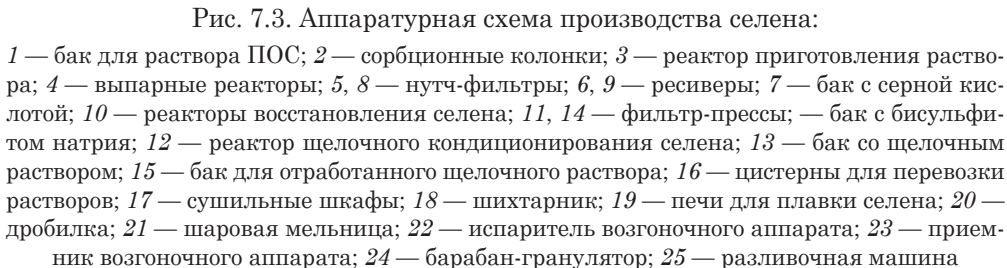 Рис. 7.3. Аппаратурная схема производства селена:
1 — бак для раствора ПОС; 2 — сорбционные колонки; 3 — реактор приготовления раство-
ра; 4 — выпарные реакторы; 5, 8 — нутч-фильтры; 6, 9 — ресиверы; 7 — бак с серной кис-
лотой; 10 — реакторы восстановления селена; 11, 14 — фильтр-прессы; — бак с бисульфи-
том натрия; 12 — реактор щелочного кондиционирования селена; 13 — бак со щелочным
раствором; 15 — бак для отработанного щелочного раствора; 16 — цистерны для перевозки
растворов; 17 — сушильные шкафы; 18 — шихтарник; 19 — печи для плавки селена; 20 —
дробилка; 21 — шаровая мельница; 22 — испаритель возгоночного аппарата; 23 — прием-
ник возгоночного аппарата; 24 — барабан-гранулятор; 25 — разливочная машина